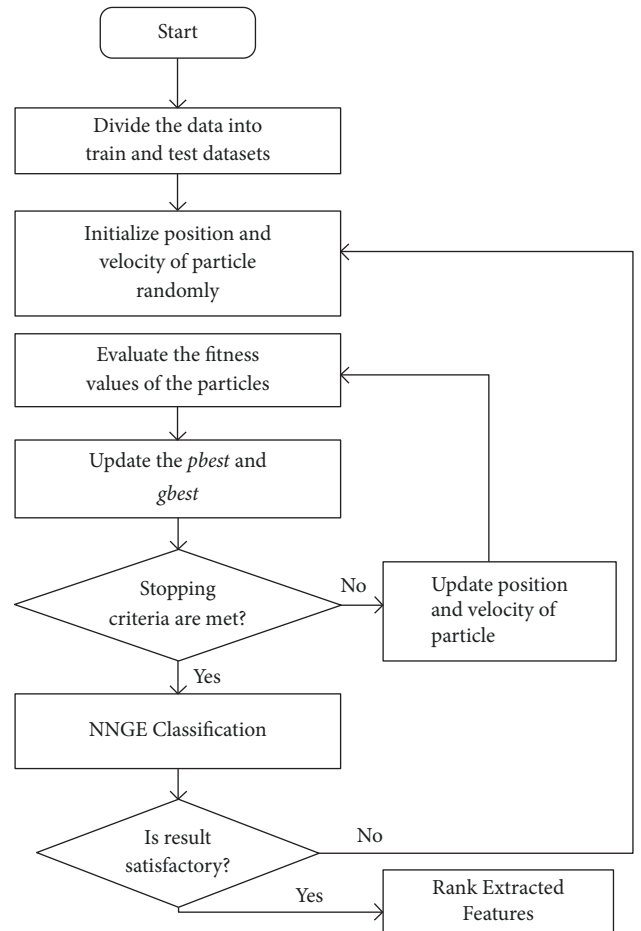 Start
Divide the data into
train and test datasets
Initialize position and
velocity of particle
randomly
Evaluate the fitness
values of the particles
Update the pbest and
gbest
Stopping
criteria are met?
No
Update position
and velocity of
particle
Yes
NNGE Classification
Is result
satisfactory?
No
Yes
Rank Extracted
Features